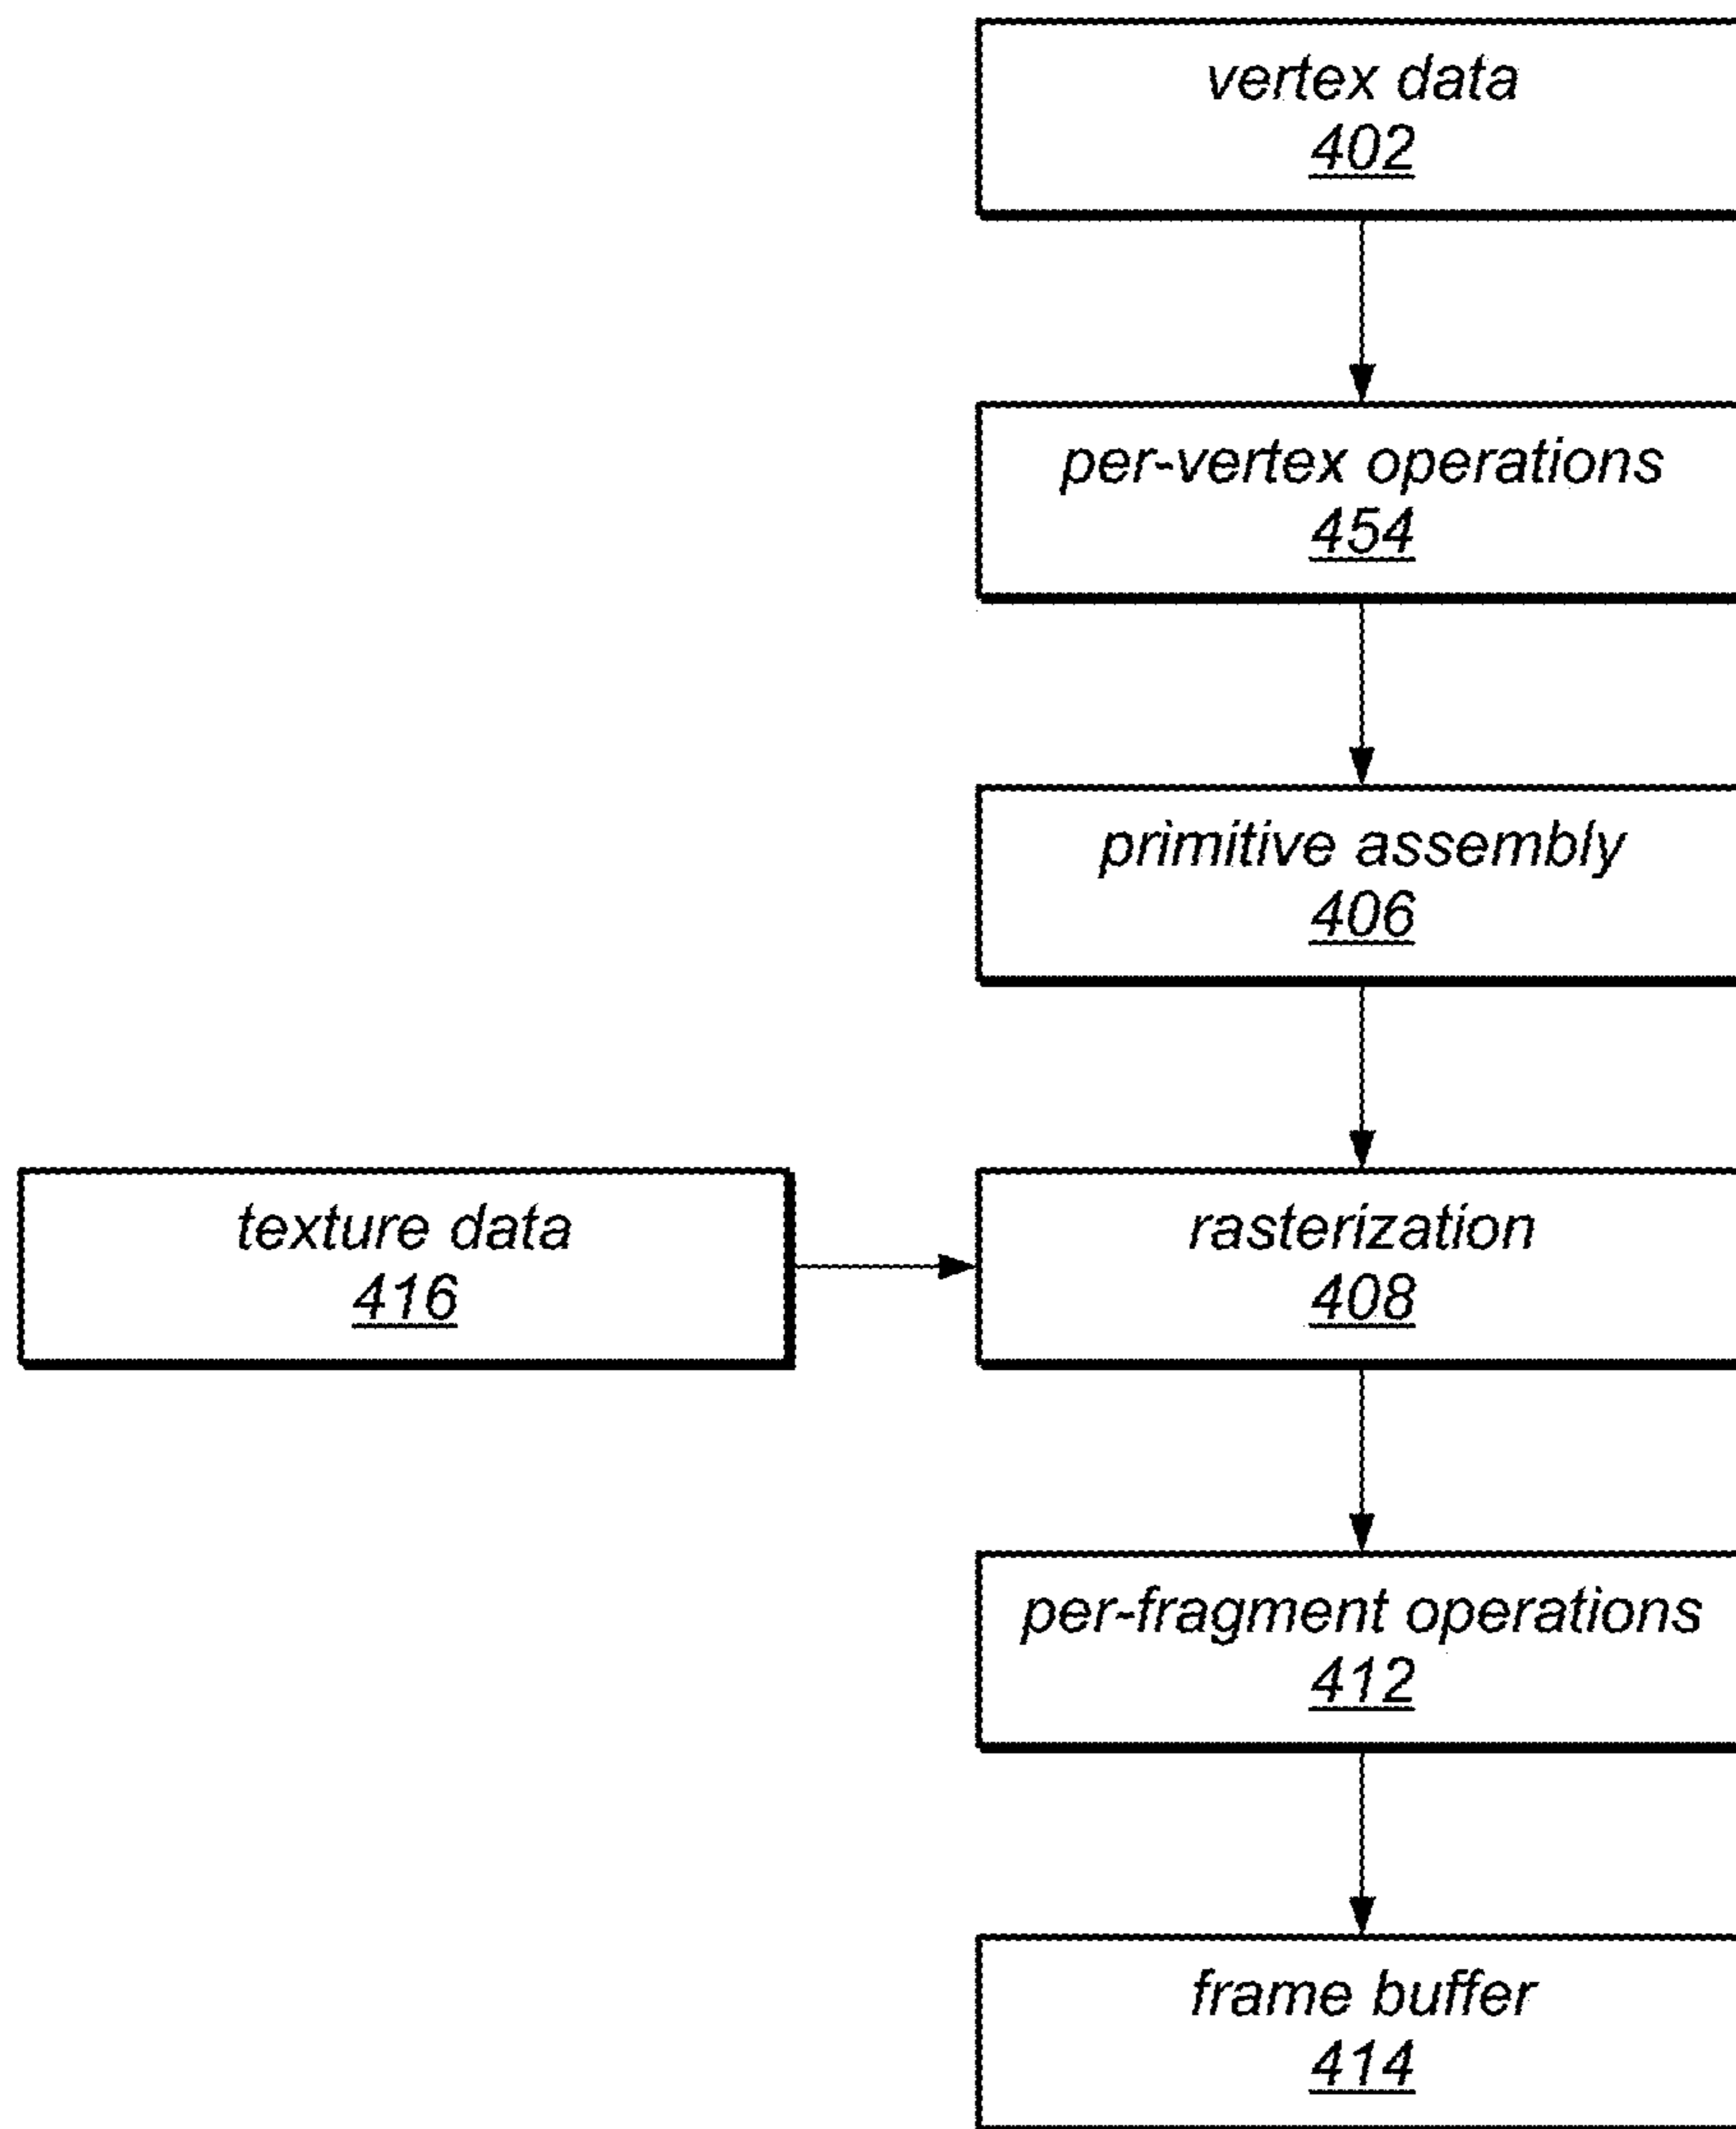 vertex data
402
per-vertex operations
454
primitive assembly
406
texture data
416
rasterization
408
per-fragment operations
412
frame buffer
414